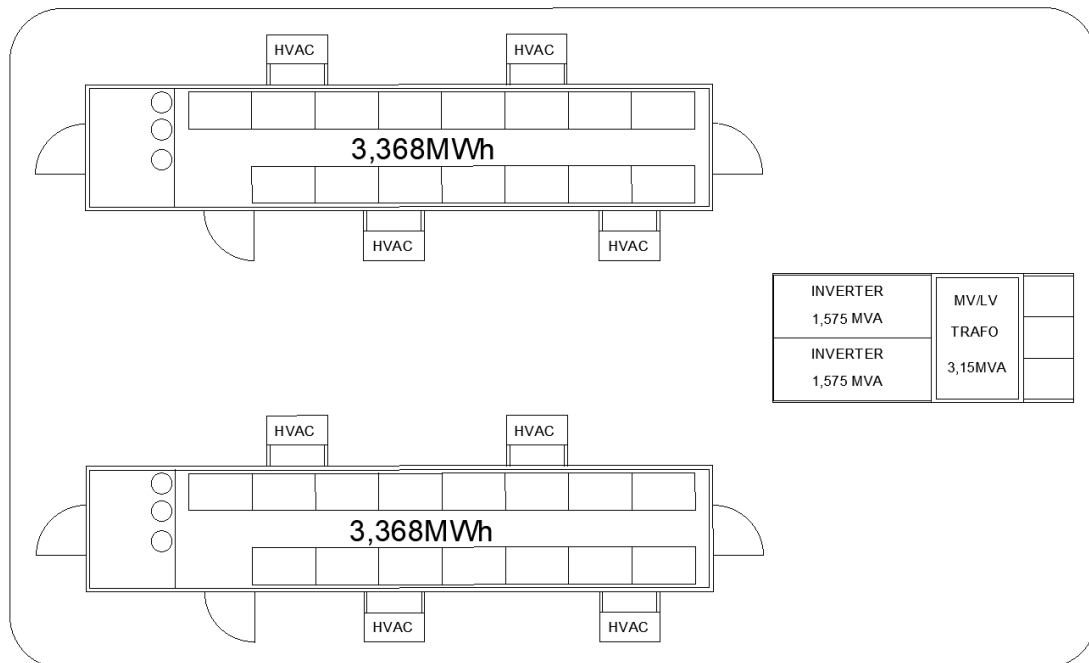 HVAC
HVAC
3,368MWh
HVAC
HVAC
INVERTER
1,575 MVA
INVERTER
1,575 MVA
MV/LV
TRAFO
3,15MVA
HVAC
HVAC
3,368MWh
HVAC
HVAC